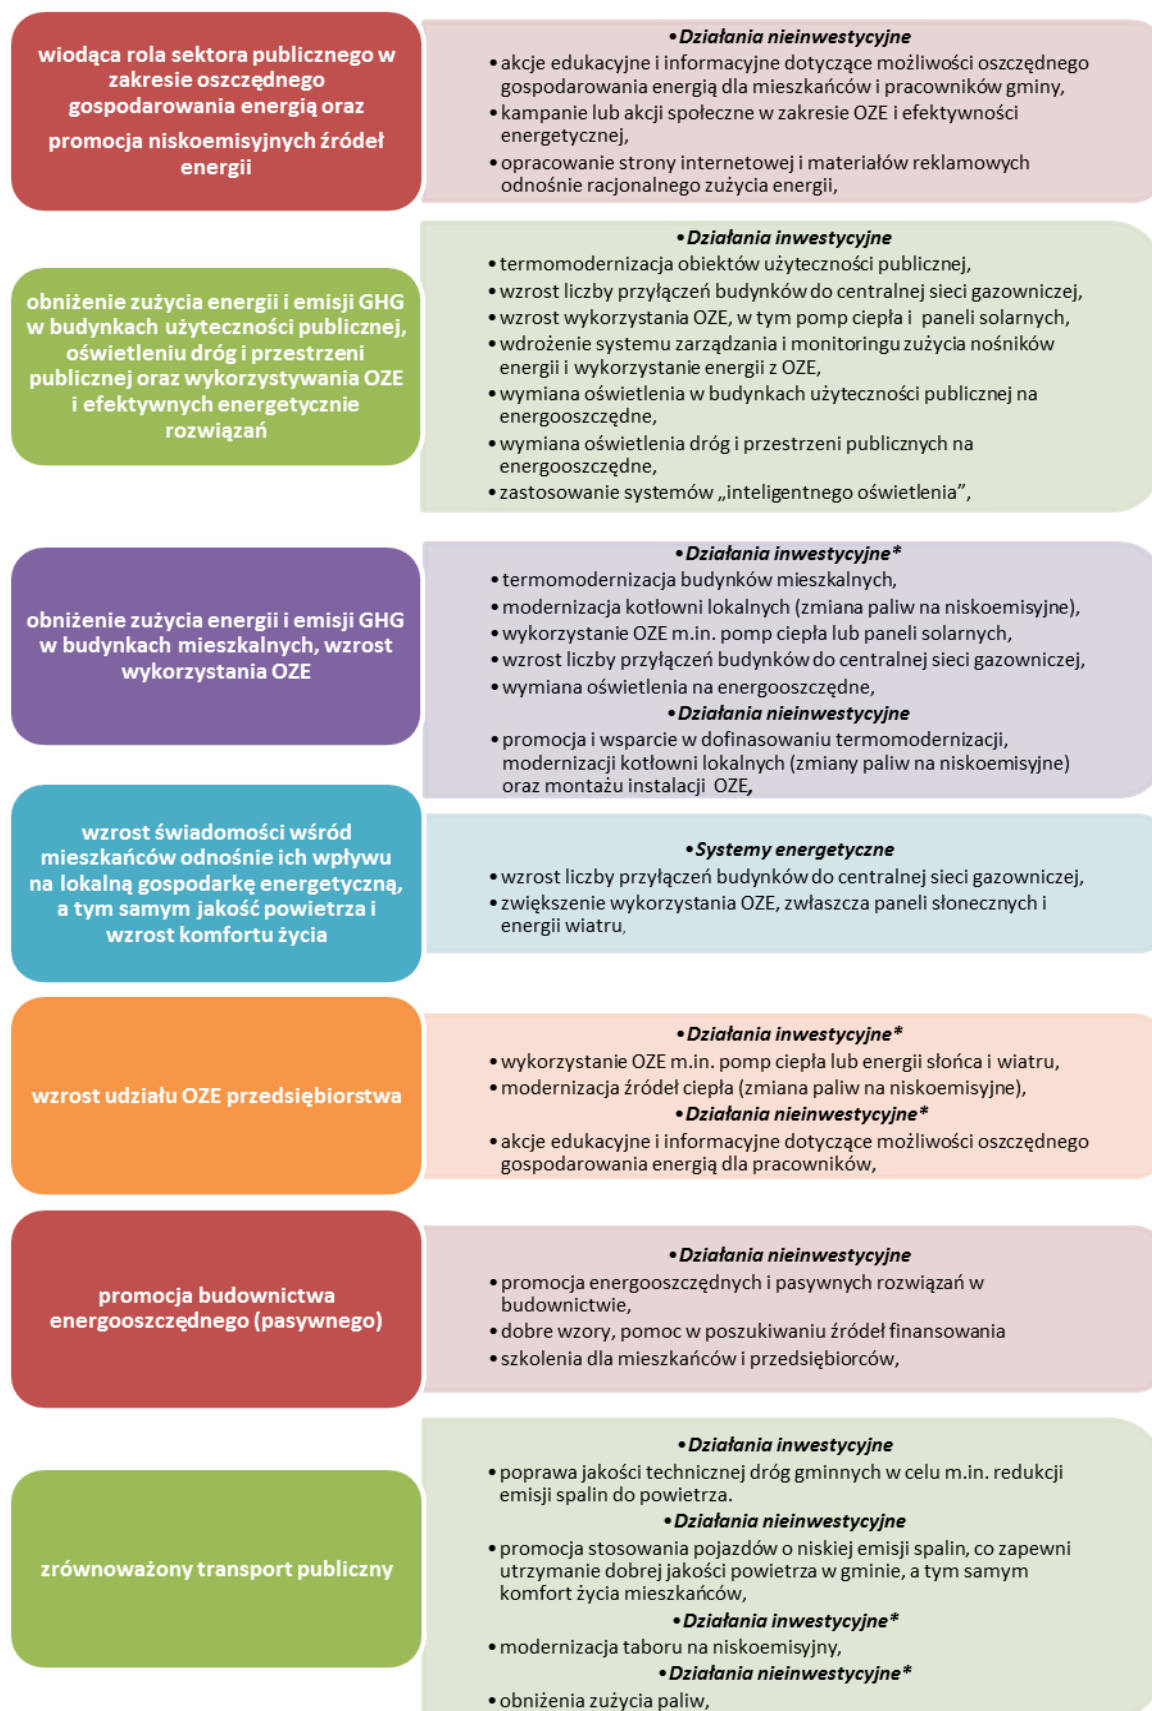 wiodąca rola sektora publicznego w
zakresie oszczędnego
gospodarowania energią oraz
promocja niskoemisyjnych źródeł
energii
•Działania nieinwestycyjne
•akcje edukacyjne i informacyjne dotyczące możliwości oszczędnego
gospodarowania energią dla mieszkańców i pracowników gminy,
•kampanie lub akcji społeczne w zakresie OZE i efektywności
energetycznej,
•opracowanie strony internetowej i materiałów reklamowych
odnośnie racjonalnego zużycia energii,
obniżenie zużycia energii i emisji GHG
w budynkach użyteczności publicznej,
oświetleniu dróg i przestrzeni
publicznej oraz wykorzystywania OZE
i efektywnych energetycznie
rozwiązań
•Działania inwestycyjne
•termomodernizacja obiektów użyteczności publicznej,
•wzrost liczby przyłączeń budynków do centralnej sieci gazowniczej,
•wzrost wykorzystania OZE, w tym pomp ciepła i paneli solarnych,
•wdrożenie systemu zarządzania i monitoringu zużycia nośników
energii i wykorzystanie energii z OZE,
•wymiana oświetlenia w budynkach użyteczności publicznej na
energooszczędne,
•wymiana oświetlenia dróg i przestrzeni publicznych na
energooszczędne,
•zastosowanie systemów „inteligentnego oświetlenia”,
obniżenie zużycia energii i emisji GHG
w budynkach mieszkalnych, wzrost
wykorzystania OZE
•Działania inwestycyjne*
•termomodernizacja budynków mieszkalnych,
•modernizacja kotłowni lokalnych (zmiana paliw na niskoemisyjne),
•wykorzystanie OZE m.in. pomp ciepła lub paneli solarnych,
•wzrost liczby przyłączeń budynków do centralnej sieci gazowniczej,
•wymiana oświetlenia na energooszczędne,
•Działania nieinwestycyjne
•promocja i wsparcie w dofinasowaniu termomodernizacji,
modernizacji kotłowni lokalnych (zmiany paliw na niskoemisyjne)
oraz montażu instalacji OZE,
wzrost świadomości wśród
mieszkańców odnośnie ich wpływu
na lokalną gospodarkę energetyczną,
a tym samym jakość powietrza i
wzrost komfortu życia
•Systemy energetyczne
•wzrost liczby przyłączeń budynków do centralnej sieci gazowniczej,
•zwiększenie wykorzystania OZE, zwłaszcza paneli słonecznych i
energii wiatru,
wzrost udziału OZE przedsiębiorstwa
•Działania inwestycyjne*
•wykorzystanie OZE m.in. pomp ciepła lub energii słońca i wiatru,
•modernizacja źródeł ciepła (zmiana paliw na niskoemisyjne),
•Działania nieinwestycyjne*
•akcje edukacyjne i informacyjne dotyczące możliwości oszczędnego
gospodarowania energią dla pracowników,
promocja budownictwa
energooszczędnego (pasywnego)
•Działania nieinwestycyjne
•promocja energooszczędnych i pasywnych rozwiązań w
budownictwie,
•dobre wzory, pomoc w poszukiwaniu źródeł finansowania
•szkolenia dla mieszkańców i przedsiębiorców,
zrównoważony transport publiczny
•Działania inwestycyjne
•poprawa jakości technicznej dróg gminnych w celu m.in. redukcji
emisji spalin do powietrza.
•Działania nieinwestycyjne
•promocja stosowania pojazdów o niskiej emisji spalin, co zapewni
utrzymanie dobrej jakości powietrza w gminie, a tym samym
komfort życia mieszkańców,
•Działania inwestycyjne*
•modernizacja taboru na niskoemisyjny,
•Działania nieinwestycyjne*
•obniżenia zużycia paliw,